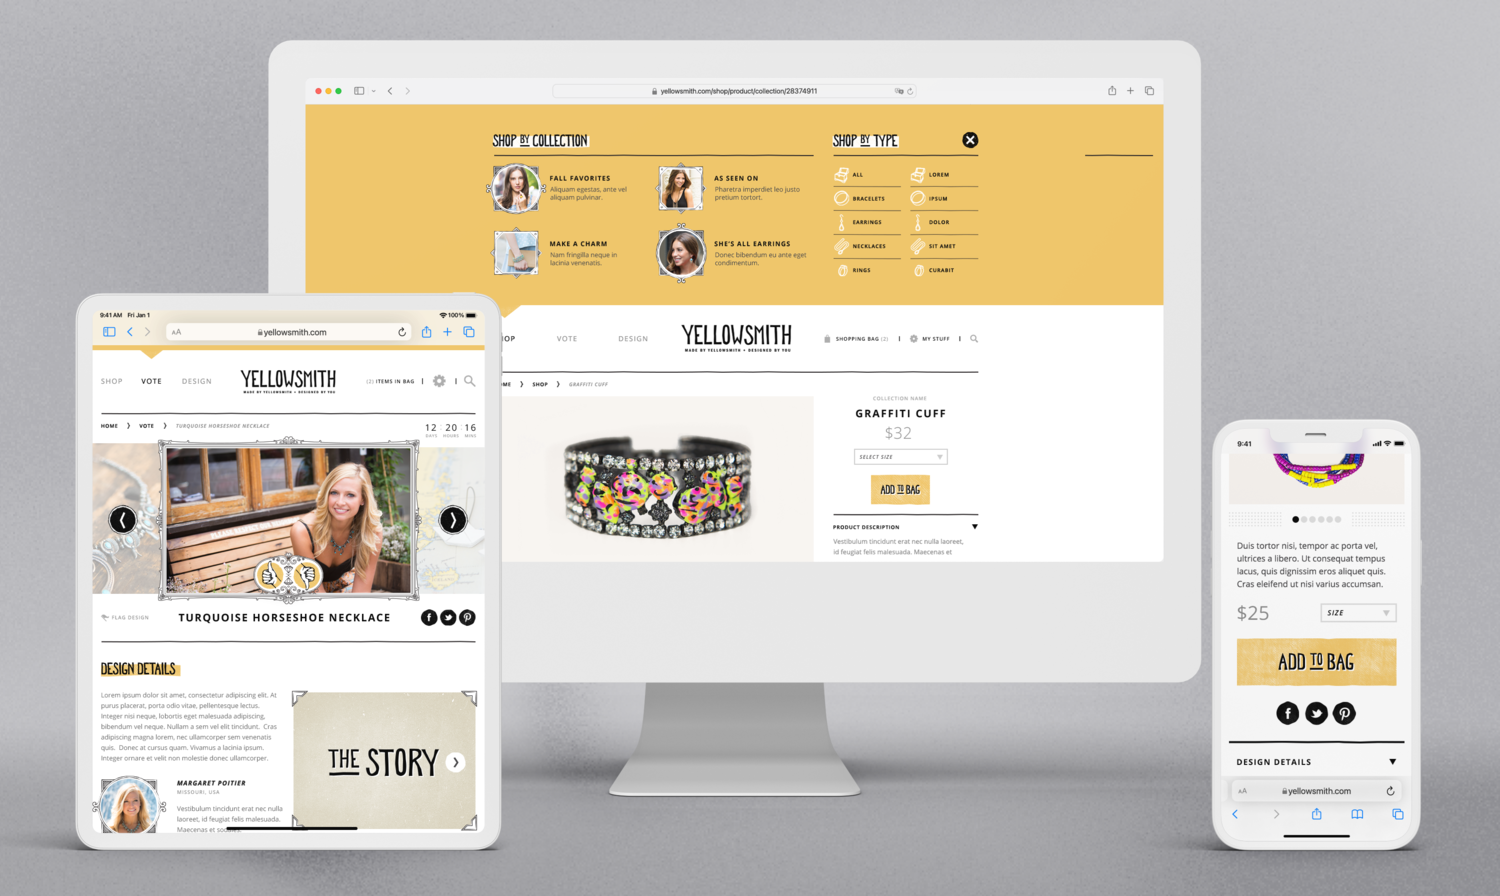 yellowsmith.com/shop/product/collection/28374911
SHOP BY COLLECTION
FALL FAVORITES
Aliquam egestas, ante vel
aliquam pulvinar.
AS SEEN ON
Pharetra imperdiet leo justo
pretium tortort.
MAKE A CHARM
Nam fringilla neque in
lacinia venenatis.
SHE'S ALL EARRINGS
Donec bibendum eu ante eget
condimentum.
SHOP BY TYPE
ALL
LOREM
BRACELETS
IPSUM
EARRINGS
DOLOR
NECKLACES
SIT AMET
RINGS
CURABIT
OP
VOTE
DESIGN
YELLOWSMITH
MADE BY YELLOWSMITH • DESIGNED BY YOU
SHOPPING BAG (2)
MY STUFF
OME
SHOP
GRAFFITI CUFF
COLLECTION NAME
GRAFFITI CUFF
$32
SELECT SIZE
ADD TO BAG
PRODUCT DESCRIPTION
Vestibulum tincidunt erat nec nulla laoreet,
id feugiat felis malesuada. Maecenas et
9:41 AM Fri Jan 1
100%
AA
yellowsmith.com
SHOP
VOTE
DESIGN
YELLOWSMITH
MADE BY YELLOWSMITH • DESIGNED BY YOU
(2) ITEMS IN BAG
HOME
VOTE
TURQUOISE HORSESHOE NECKLACE
12 : 20 : 16
DAYS HOURS MINS
FLAG DESIGN
TURQUOISE HORSESHOE NECKLACE
DESIGN DETAILS
Lorem ipsum dolor sit amet, consectetur adipiscing elit. At
purus placerat, porta odio vitae, pellentesque lectus.
Integer nisi neque, lobortis eget malesuada adipiscing,
bibendum vel neque. Nullam a sem vel elit tincidunt. Cras
adipiscing magna lorem, nec ullamcorper sem venenatis
quis. Donec at cursus quam. Vivamus a lacinia ipsum.
Integer ornare et velit non molestie donec ullamcorper.
THE STORY
MARGARET POITIER
MISSOURI, USA
Vestibulum tincidunt erat nec nulla
laoreet, id feugiat felis malesuada.
Maecenas et
9:41
Duis tortor nisi, tempor ac porta vel,
ultrices a libero. Ut consequat tempus
lacus, quis dignissim eros aliquet quis.
Cras eleifend ut nisi varius accumsan.
$25
SIZE
ADD TO BAG
DESIGN DETAILS
AA
yellowsmith.com